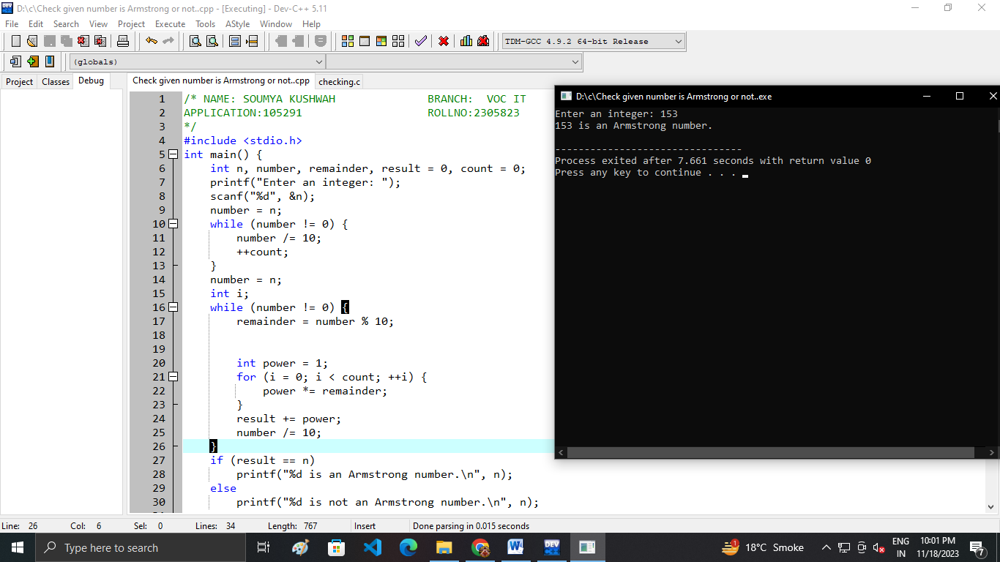 D:\c\Check given number is Armstrong or not..cpp - [Executing] - Dev-C++ 5.11
File Edit Search View Project Execute Tools AStyle Window Help
TDM-GCC 4.9.2 64-bit Release
(globals)
Project Classes Debug
Check given number is Armstrong or not..cpp checking.c
1 /* NAME: SOUMYA KUSHWAH BRANCH: VOC IT
2 APPLICATION:105291 ROLLNO:2305823
3 */
4 #include <stdio.h>
5 int main() {
6 int n, number, remainder, result = 0, count = 0;
7 printf("Enter an integer: ");
8 scanf("%d", &n);
9 number = n;
10 while (number != 0) {
11 number /= 10;
12 ++count;
13 }
14 number = n;
15 int i;
16 while (number != 0) {
17 remainder = number % 10;
18
19
20 int power = 1;
21 for (i = 0; i < count; ++i) {
22 power *= remainder;
23 }
24 result += power;
25 number /= 10;
26 }
27 if (result == n)
28 printf("%d is an Armstrong number.\n", n);
29 else
30 printf("%d is not an Armstrong number.\n", n);
D:\c\Check given number is Armstrong or not..exe
Enter an integer: 153
153 is an Armstrong number.
--------------------------------
Process exited after 7.661 seconds with return value 0
Press any key to continue . . .
Line: 26 Col: 6 Sel: 0 Lines: 34 Length: 767 Insert Done parsing in 0.015 seconds
Type here to search
DEV
1
18°C Smoke
ENG
IN
10:01 PM
11/18/2023
7